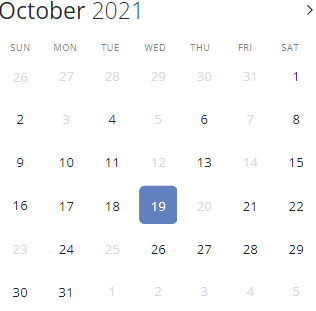 October 2021 >
SUN MON TUE WED THU FRI SAT
26 27 28 29 30 31 1
2 3 4 5 6 7 8
9 10 11 12 13 14 15
16 17 18 19 20 21 22
23 24 25 26 27 28 29
30 31 1 2 3 4 5